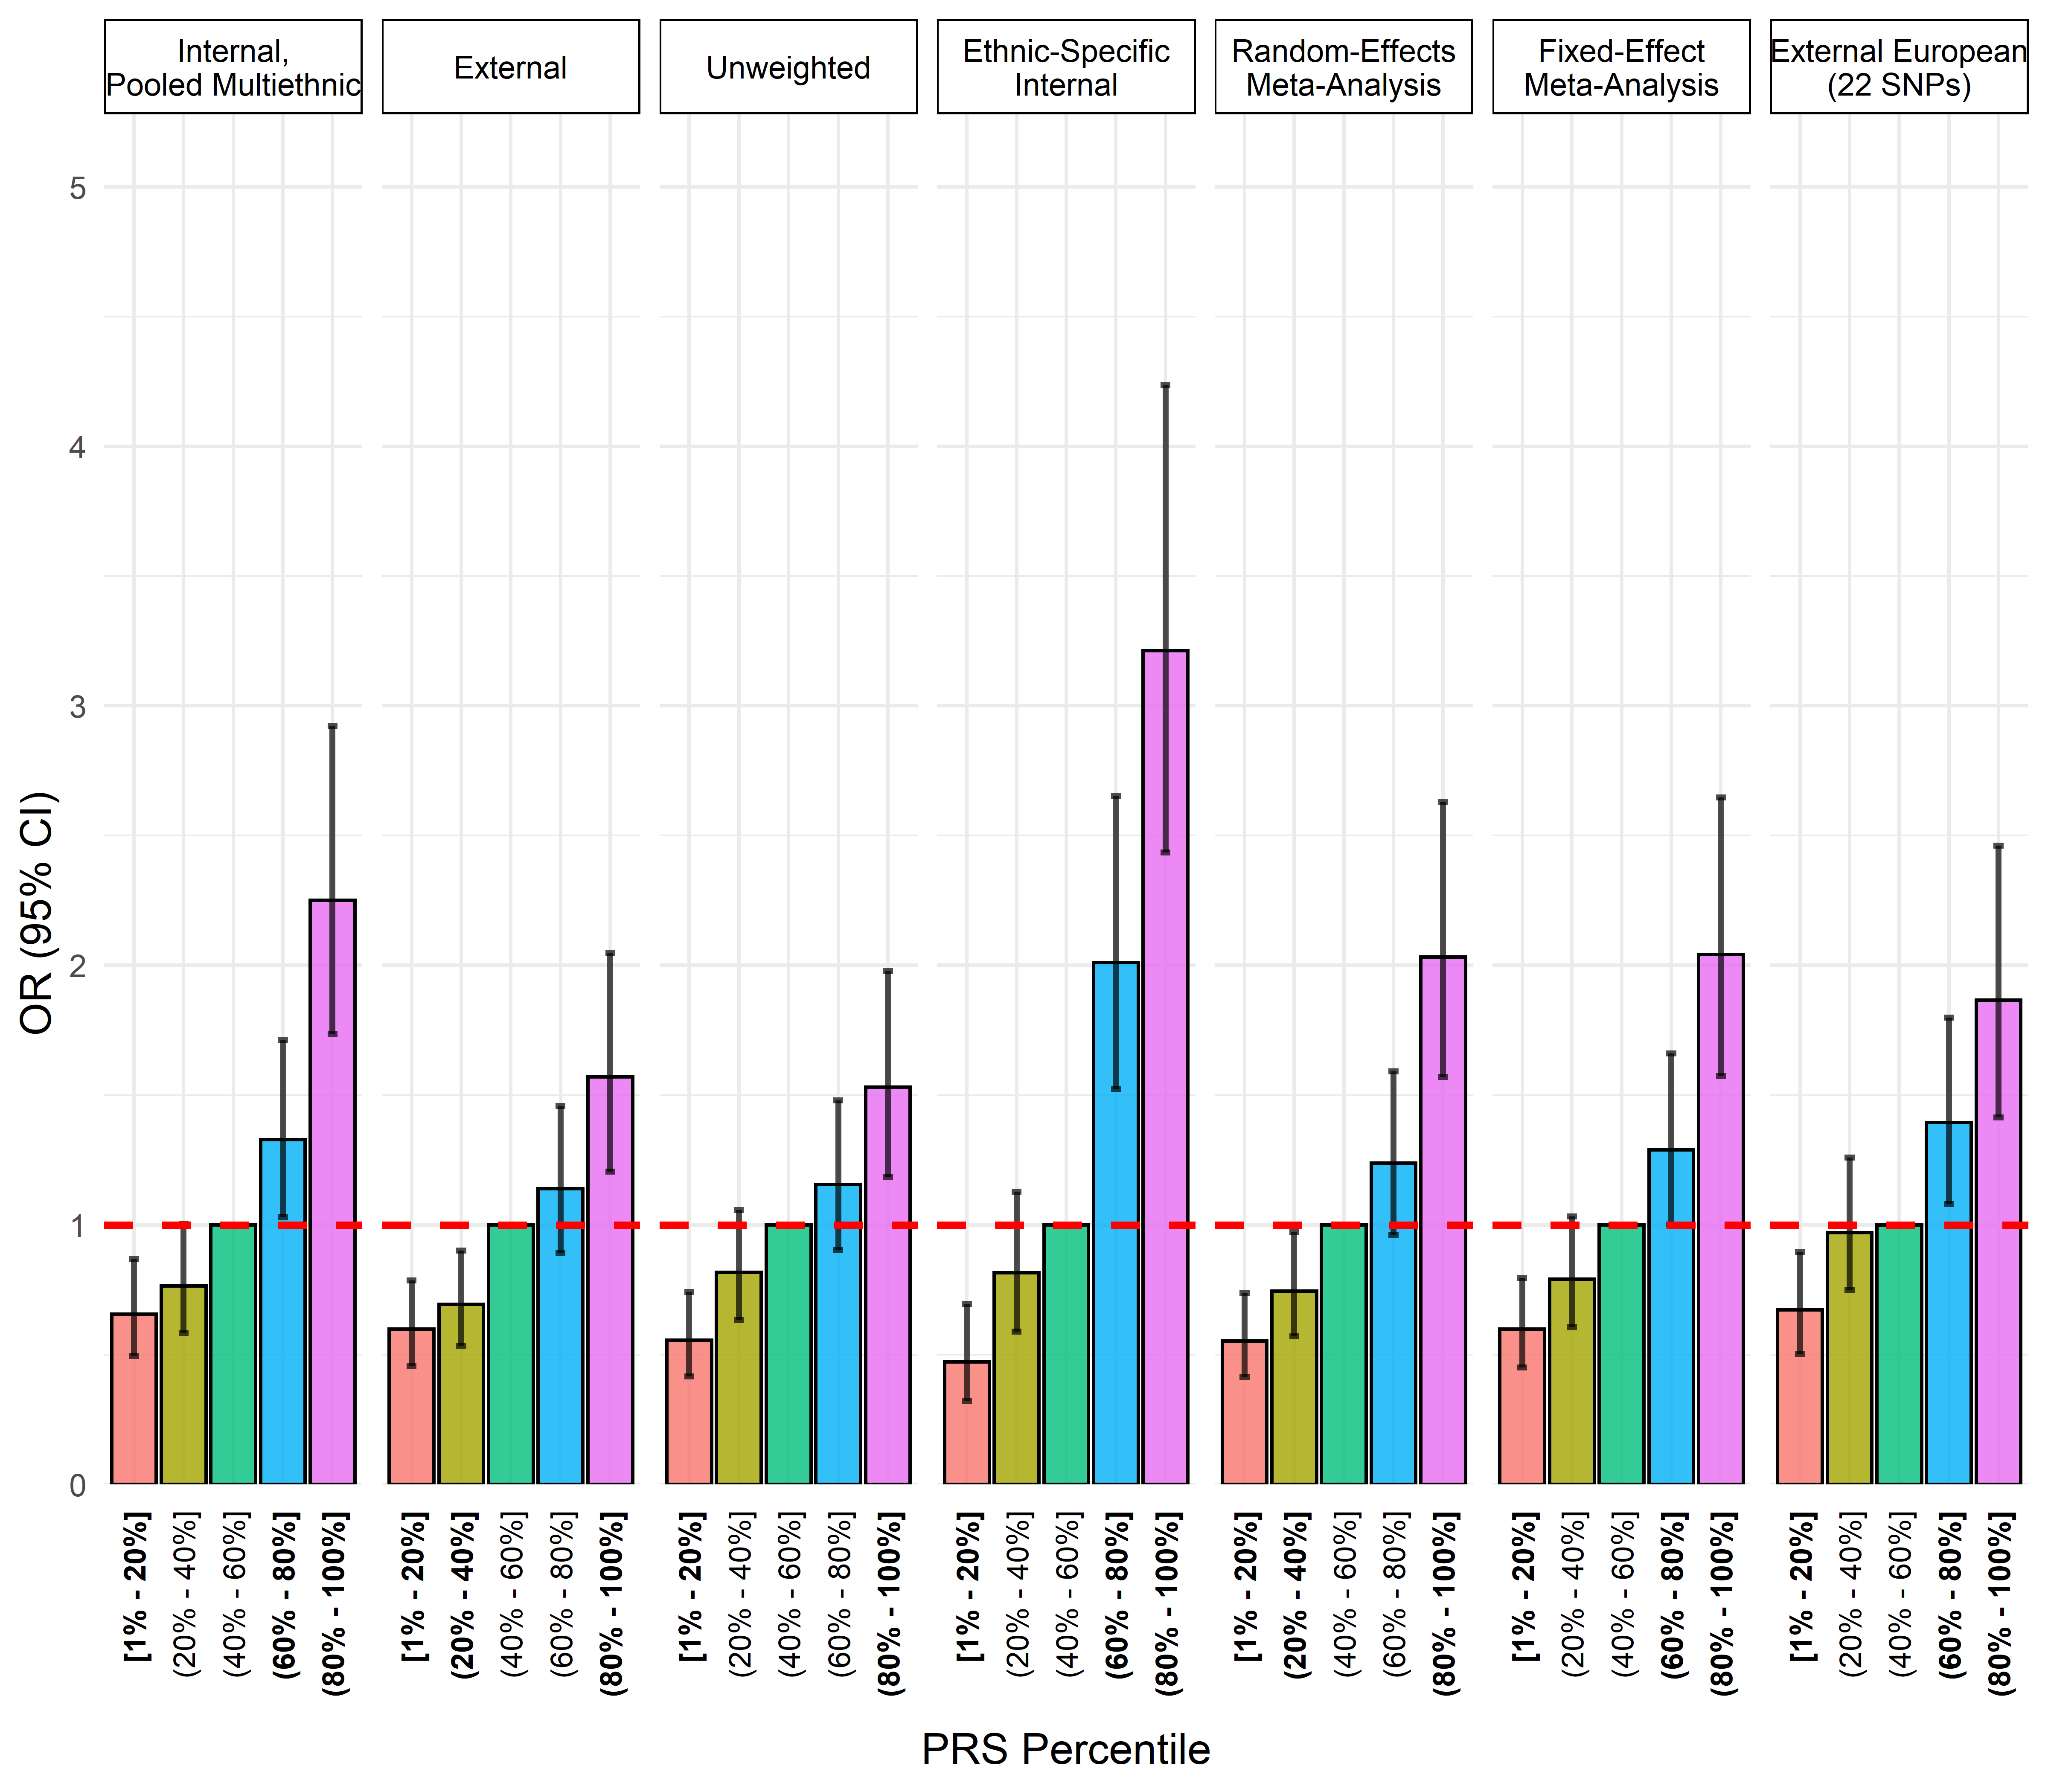 Internal,
Pooled Multiethnic
External
Unweighted
Ethnic-Specific
Internal
Random-Effects
Meta-Analysis
Fixed-Effect
Meta-Analysis
External European
(22 SNPs)
OR (95% CI)
5
4
3
2
1
0
[1% - 20%]
(20% - 40%]
(40% - 60%]
(60% - 80%]
(80% - 100%]
[1% - 20%]
(20% - 40%]
(40% - 60%]
(60% - 80%]
(80% - 100%]
[1% - 20%]
(20% - 40%]
(40% - 60%]
(60% - 80%]
(80% - 100%]
[1% - 20%]
(20% - 40%]
(40% - 60%]
(60% - 80%]
(80% - 100%]
[1% - 20%]
(20% - 40%]
(40% - 60%]
(60% - 80%]
(80% - 100%]
[1% - 20%]
(20% - 40%]
(40% - 60%]
(60% - 80%]
(80% - 100%]
[1% - 20%]
(20% - 40%]
(40% - 60%]
(60% - 80%]
(80% - 100%]
PRS Percentile